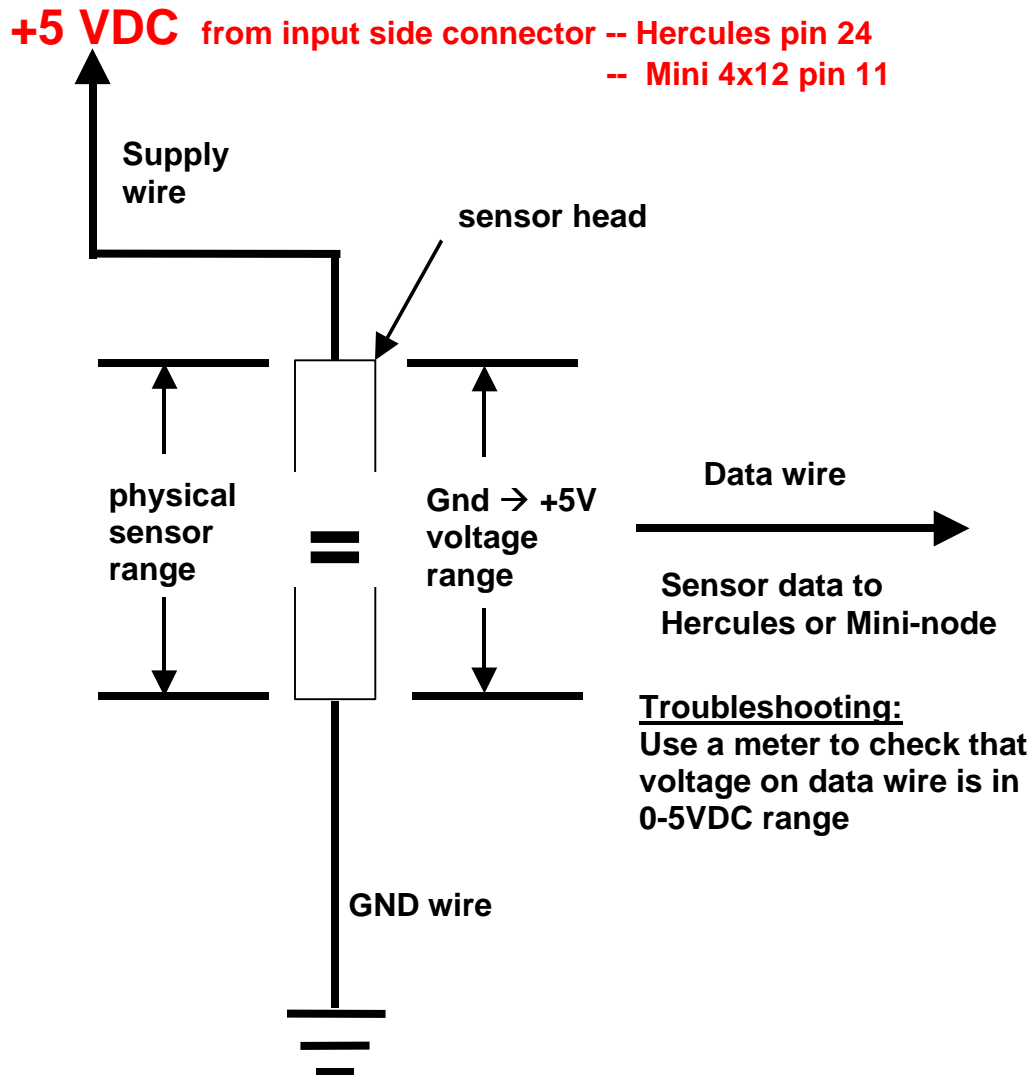 +5 VDC from input side connector -- Hercules pin 24
-- Mini 4x12 pin 11
Supply
wire
sensor head
physical
sensor
range
=
Gnd → +5V
voltage
range
Data wire
Sensor data to
Hercules or Mini-node
Troubleshooting:
Use a meter to check that
voltage on data wire is in
0-5VDC range
GND wire